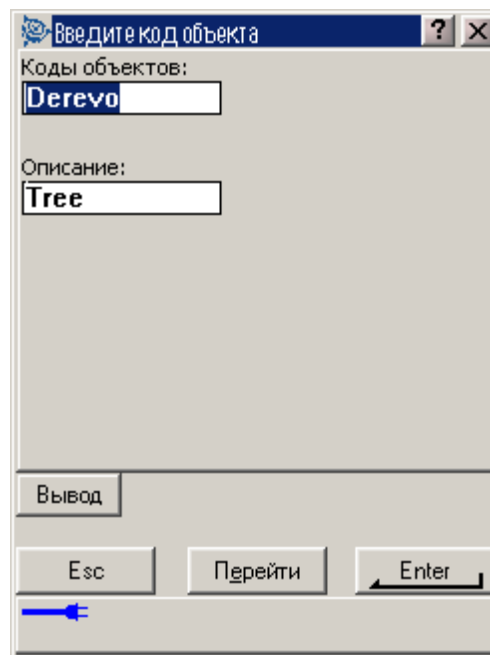 Введите код объекта
Коды объектов:
Derevo
Описание:
Tree
Вывод
Esc Перейти Enter